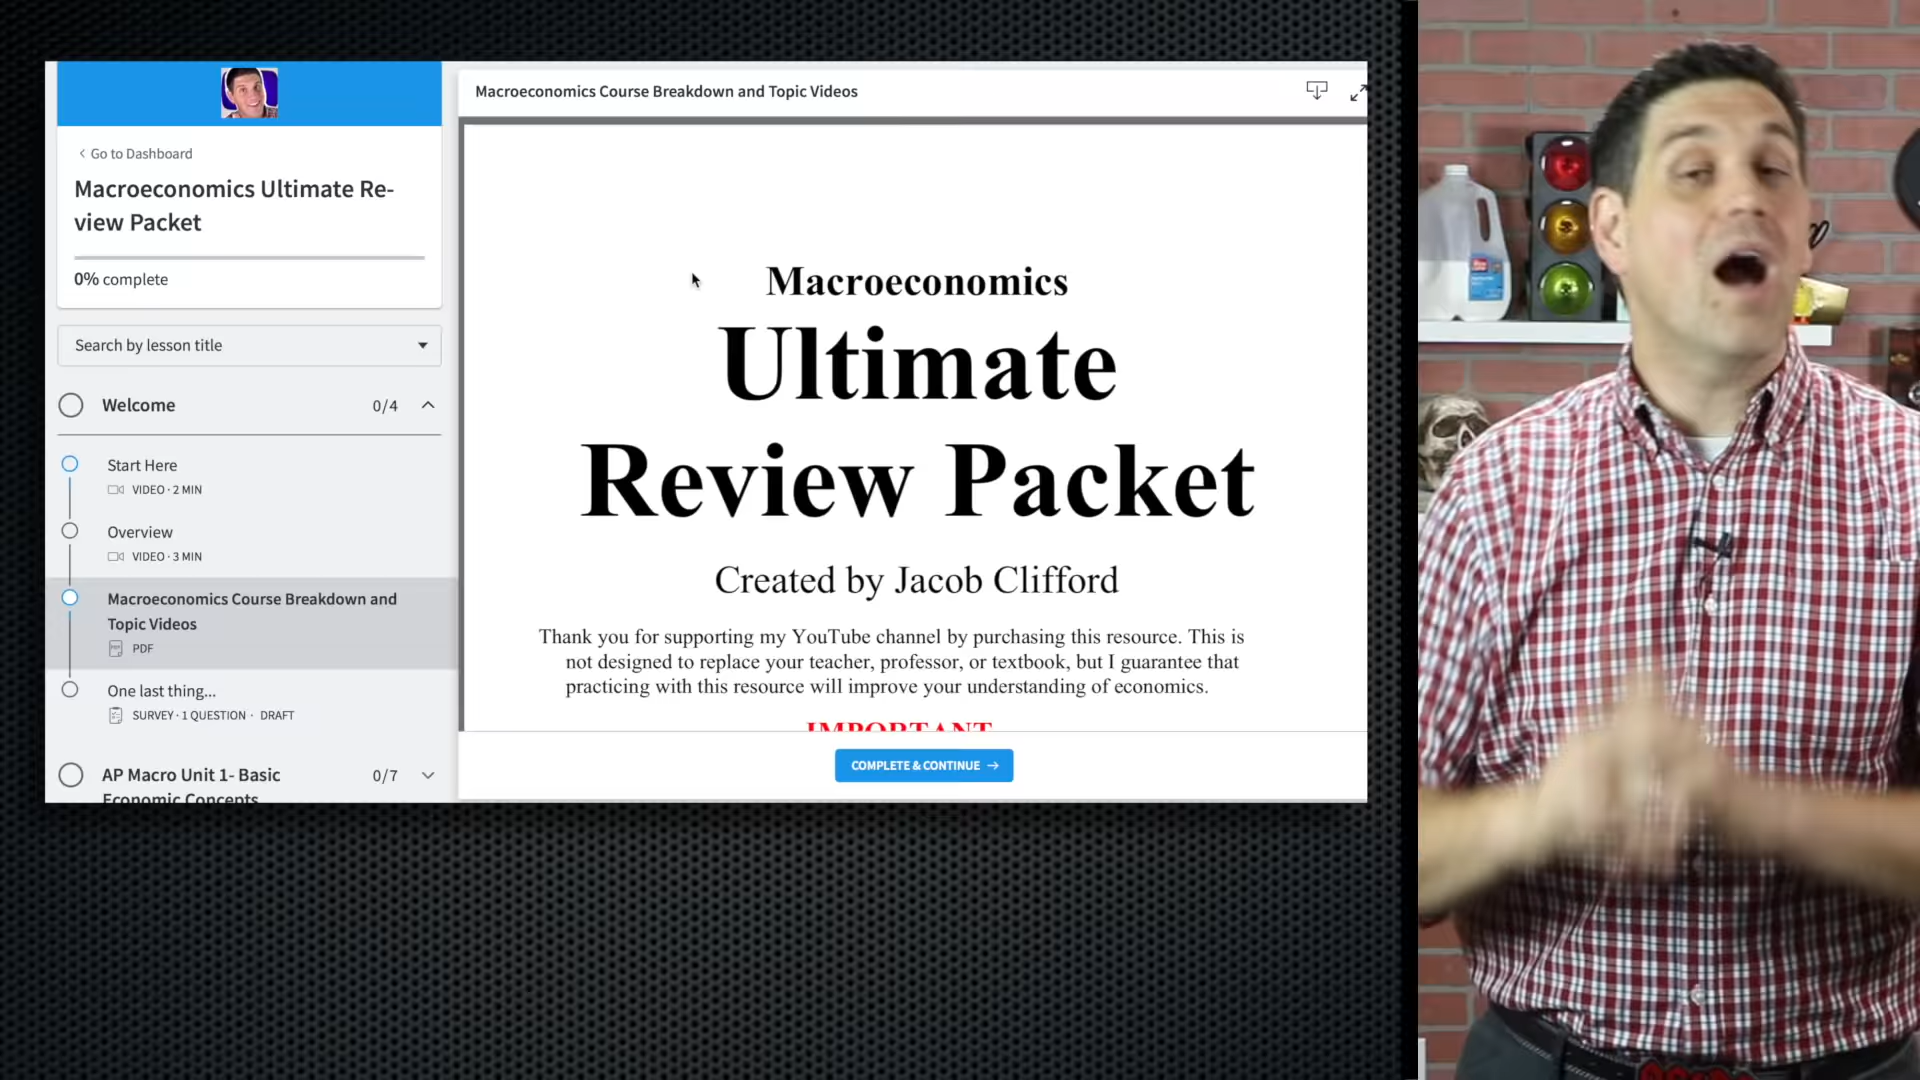 Go to Dashboard
Macroeconomics Ultimate Re-
view Packet
0% complete
Search by lesson title
Welcome 0/4
Start Here
VIDEO · 2 MIN
Overview
VIDEO · 3 MIN
Macroeconomics Course Breakdown and
Topic Videos
PDF
One last thing...
SURVEY · 1 QUESTION · DRAFT
AP Macro Unit 1- Basic 0/7
Economic Concepts
Macroeconomics Course Breakdown and Topic Videos
Macroeconomics
Ultimate
Review Packet
Created by Jacob Clifford
Thank you for supporting my YouTube channel by purchasing this resource. This is
not designed to replace your teacher, professor, or textbook, but I guarantee that
practicing with this resource will improve your understanding of economics.
IMPORTANT
COMPLETE & CONTINUE →